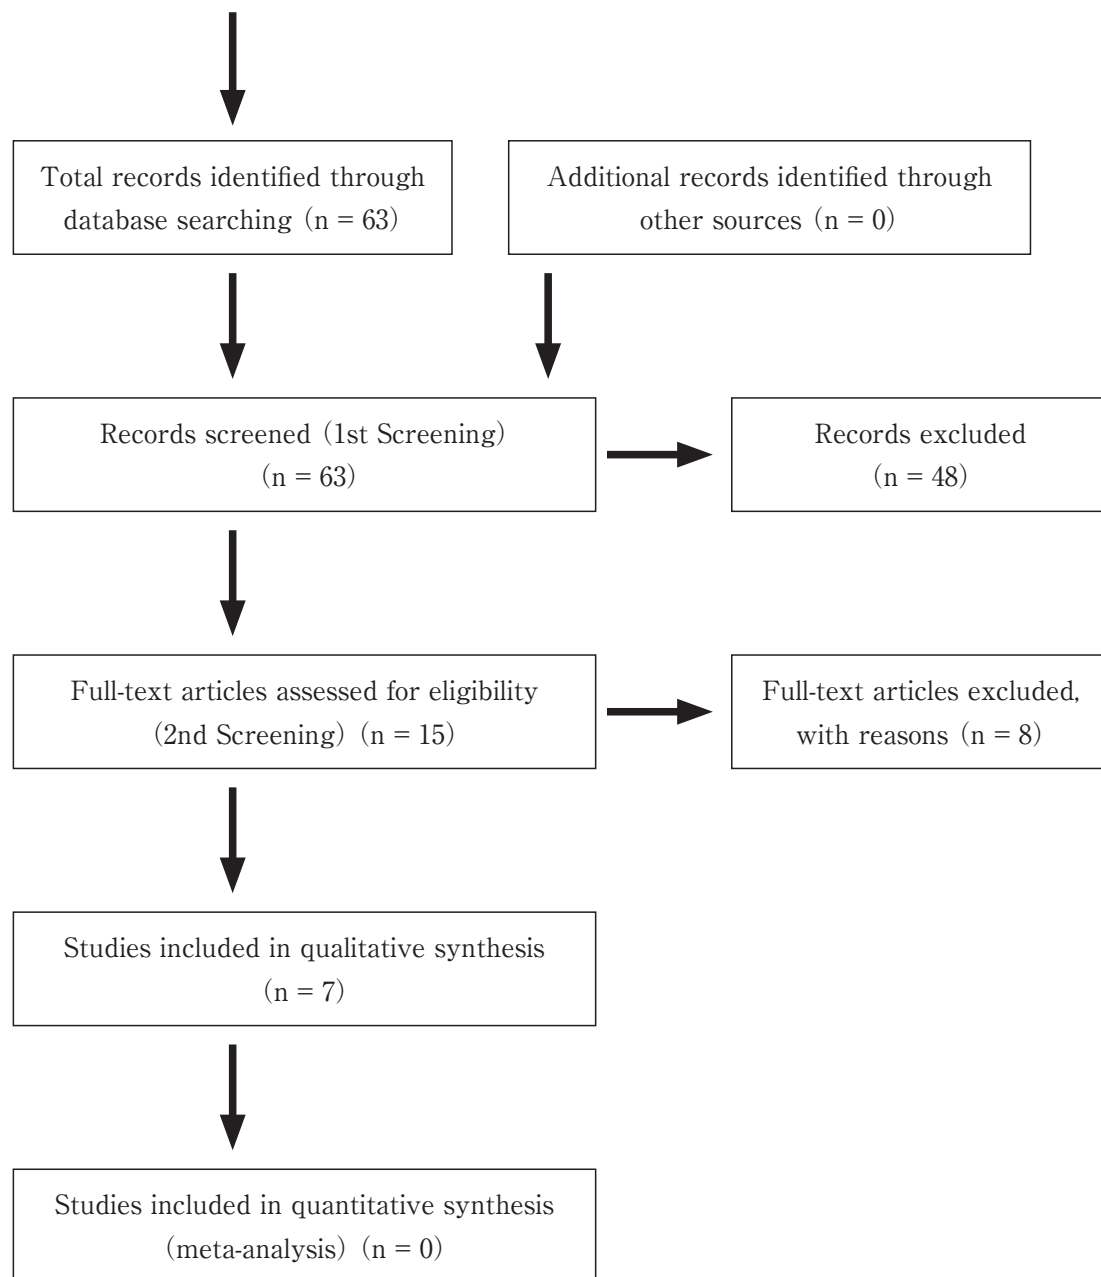 Total records identified through
database searching (n = 63)
Additional records identified through
other sources (n = 0)
Records screened (1st Screening)
(n = 63)
Records excluded
(n = 48)
Full-text articles assessed for eligibility
(2nd Screening) (n = 15)
Full-text articles excluded,
with reasons (n = 8)
Studies included in qualitative synthesis
(n = 7)
Studies included in quantitative synthesis
(meta-analysis) (n = 0)